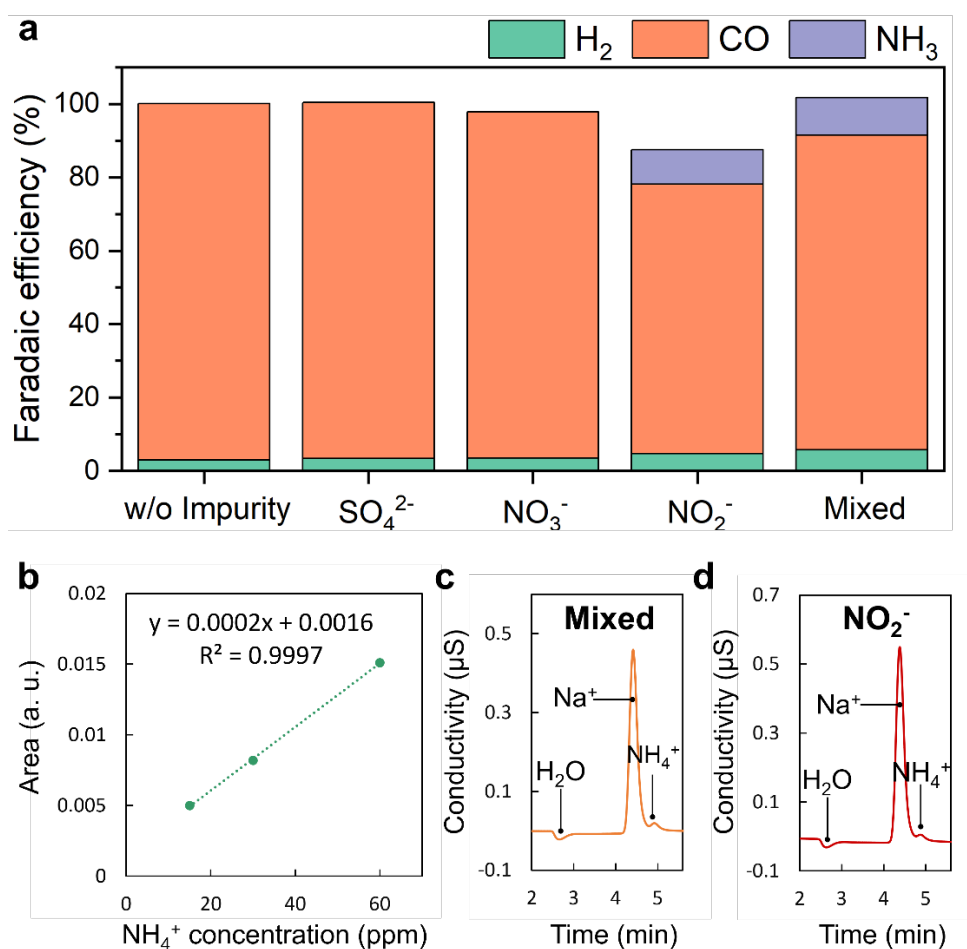 a
H₂ CO NH₃
Faradaic efficiency (%)
100
80
60
40
20
0
w/o Impurity SO₄²⁻ NO₃⁻ NO₂⁻ Mixed
b
Area (a. u.)
0.02
0.015
0.01
0.005
0
y = 0.0002x + 0.0016
R² = 0.9997
0 20 40 60
NH₄⁺ concentration (ppm)
c
Conductivity (µS)
0.5
0.3
0.1
-0.1
Mixed
Na⁺
NH₄⁺
H₂O
2 3 4 5
Time (min)
d
Conductivity (µS)
0.7
0.5
0.3
0.1
-0.1
NO₂⁻
Na⁺
NH₄⁺
H₂O
2 3 4 5
Time (min)